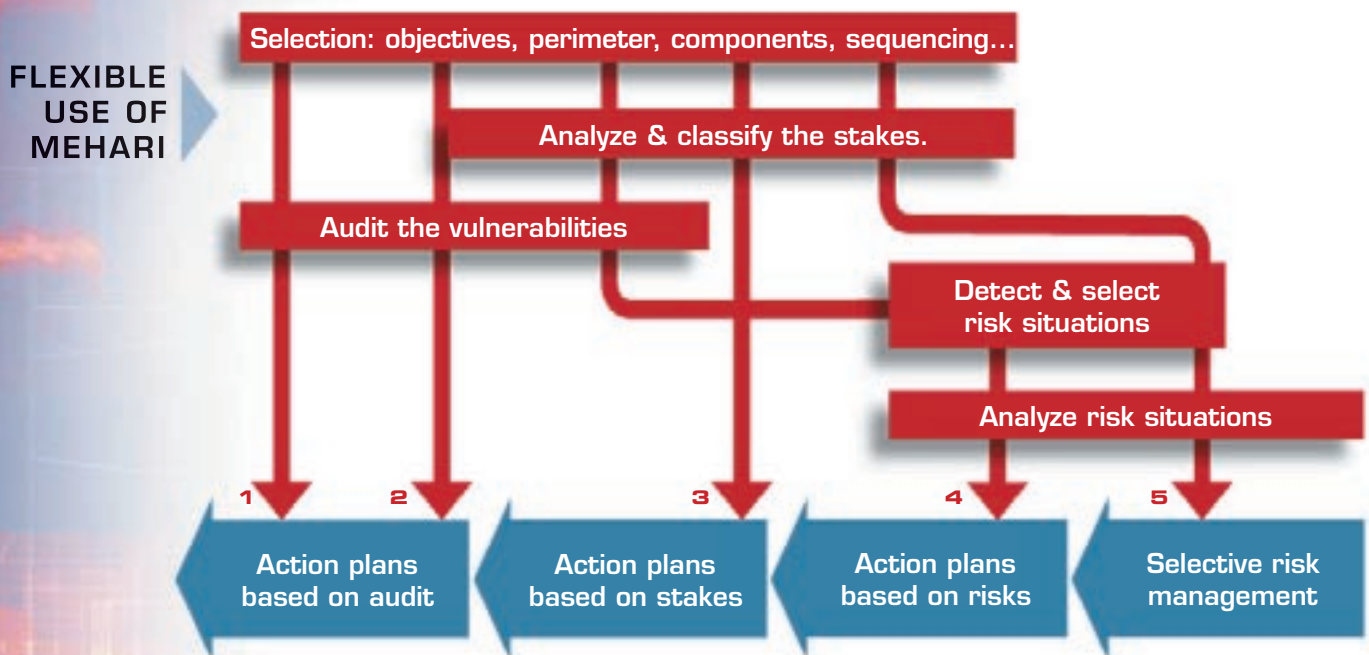 FLEXIBLE
USE OF
MEHARI
Selection: objectives, perimeter, components, sequencing...
Analyze & classify the stakes.
Audit the vulnerabilities
Detect & select
risk situations
Analyze risk situations
1
2
3
4
5
Action plans
based on audit
Action plans
based on stakes
Action plans
based on risks
Selective risk
management